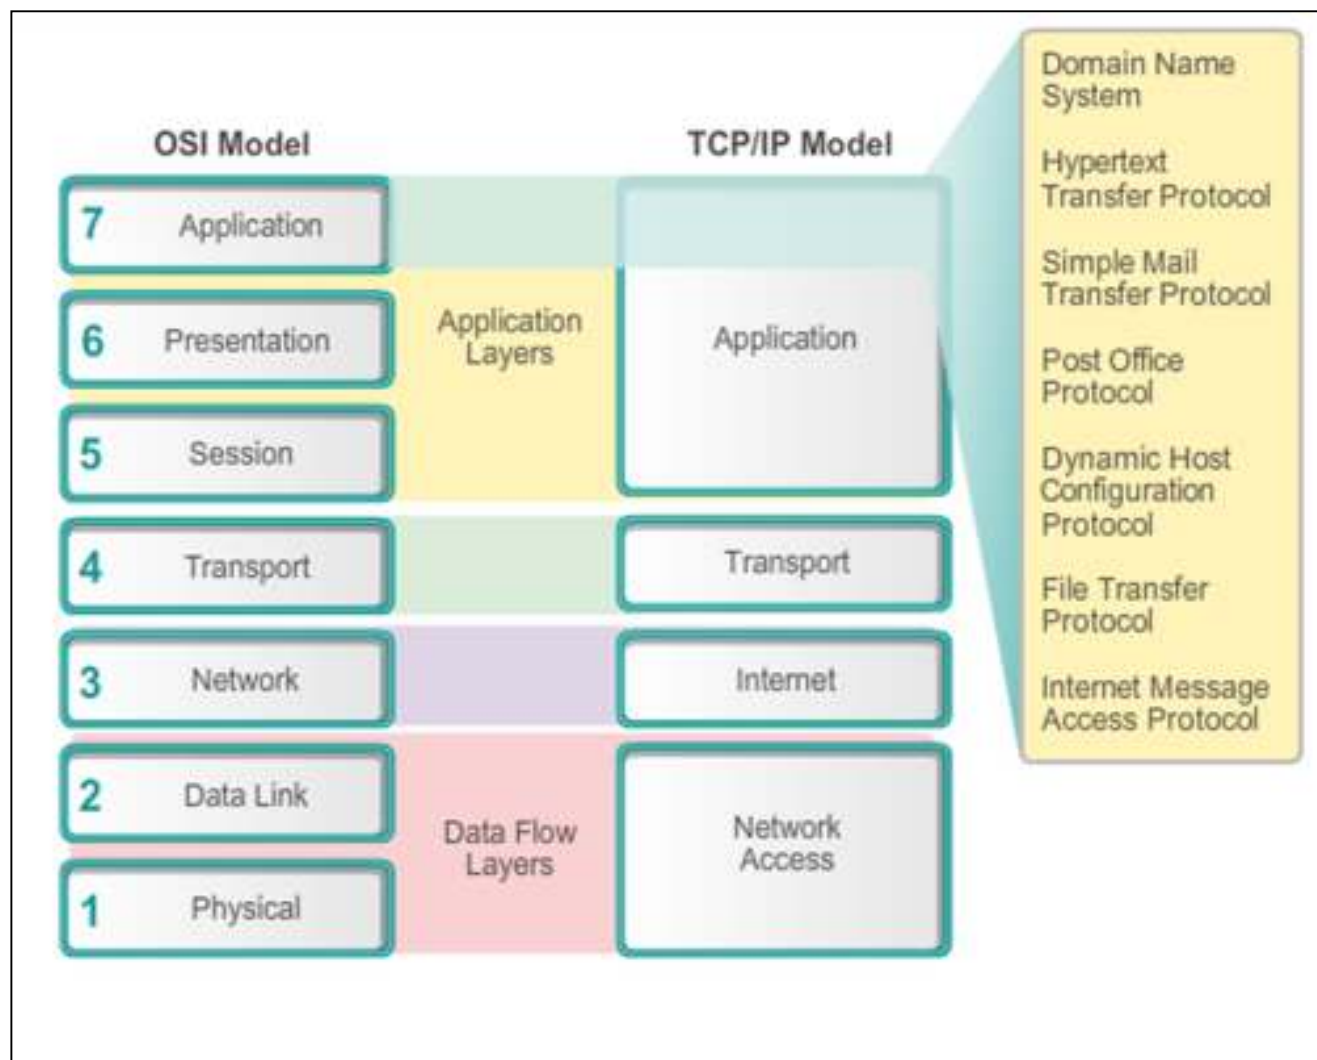 OSI Model
TCP/IP Model
7
Application
6
Presentation
5
Session
4
Transport
3
Network
2
Data Link
1
Physical
Application
Layers
Data Flow
Layers
Application
Transport
Internet
Network
Access
Domain Name
System
Hypertext
Transfer Protocol
Simple Mail
Transfer Protocol
Post Office
Protocol
Dynamic Host
Configuration
Protocol
File Transfer
Protocol
Internet Message
Access Protocol